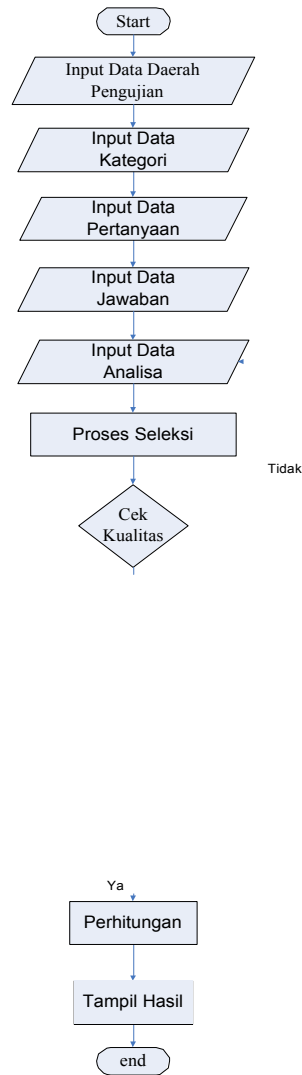 Start
Input Data Daerah
Pengujian
Input Data
Kategori
Input Data
Pertanyaan
Input Data
Jawaban
Input Data
Analisa
Proses Seleksi
Tidak
Cek
Kualitas
Ya
Perhitungan
Tampil Hasil
end